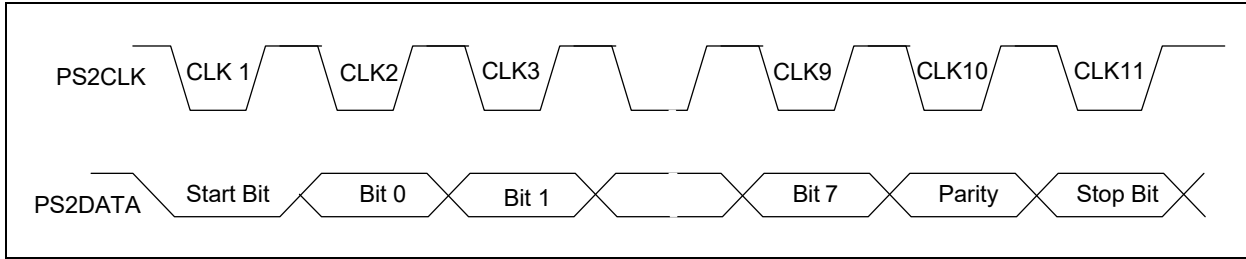 PS2CLK CLK 1 CLK2 CLK3 CLK9 CLK10 CLK11
PS2DATA Start Bit Bit 0 Bit 1 Bit 7 Parity Stop Bit